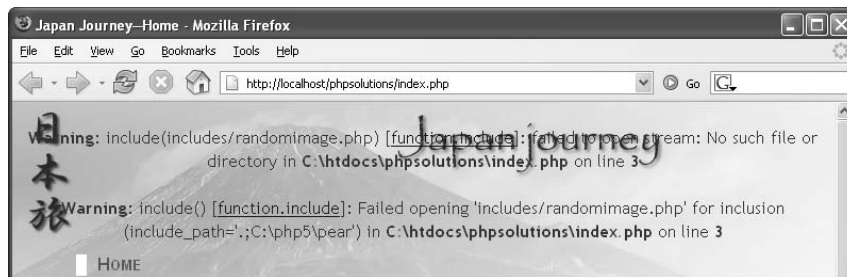 Japan Journey—Home - Mozilla Firefox
File Edit View Go Bookmarks Tools Help
http://localhost/phpsolutions/index.php Go G
日本旅
Japan journey
Warning: include(includes/randomimage.php) [function.include]: failed to open stream: No such file or
directory in C:\htdocs\phpsolutions\index.php on line 3
Warning: include() [function.include]: Failed opening 'includes/randomimage.php' for inclusion
(include_path='.;C:\php5\pear') in C:\htdocs\phpsolutions\index.php on line 3
HOME